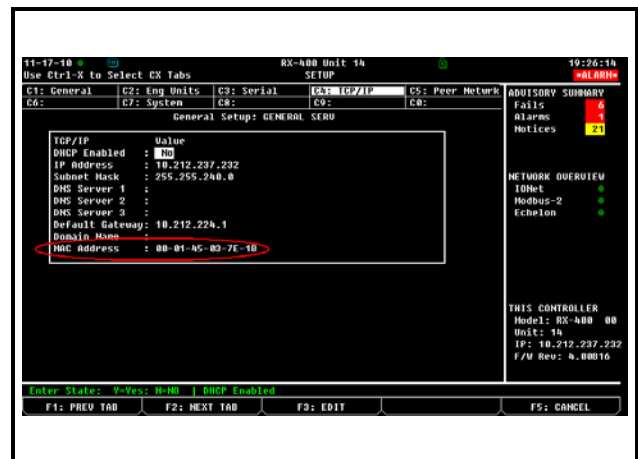 11-17-10 RX-400 Unit 14 19:26:14
Use Ctrl-X to Select CX Tabs SETUP *ALARM*
C1: General C2: Eng Units C3: Serial C4: TCP/IP C5: Peer Netwrk
C6: C7: System C8: C9: C0:
General Setup: GENERAL SERV
TCP/IP Value
DHCP Enabled : No
IP Address : 10.212.237.232
Subnet Mask : 255.255.240.0
DNS Server 1 :
DNS Server 2 :
DNS Server 3 :
Default Gateway: 10.212.224.1
Domain Name :
MAC Address : 00-01-45-03-7E-18
ADVISORY SUMMARY
Fails 6
Alarms 1
Notices 21
NETWORK OVERVIEW
IONet
Modbus-2
Echelon
THIS CONTROLLER
Model: RX-400 00
Unit: 14
IP: 10.212.237.232
F/W Rev: 4.00B16
Enter State: Y=Yes: N=NO | DHCP Enabled
F1: PREV TAB F2: NEXT TAB F3: EDIT F5: CANCEL